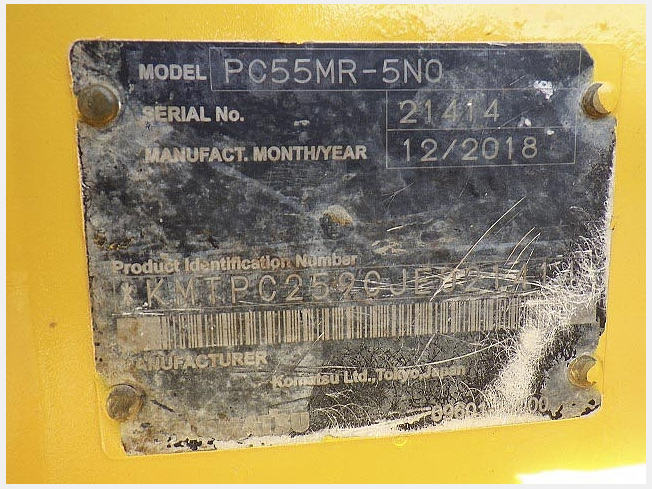 MODEL PC55MR-5N0
SERIAL No. 21414
MANUFACT. MONTH/YEAR 12/2018
Product Identification Number
MANUFACTURER
Komatsu Ltd.,Tokyo,Japan